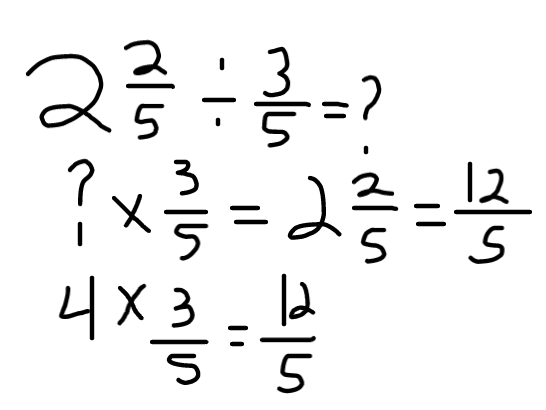 2 2/5 ÷ 3/5 = ?
? × 3/5 = 2 2/5 = 12/5
4 × 3/5 = 12/5